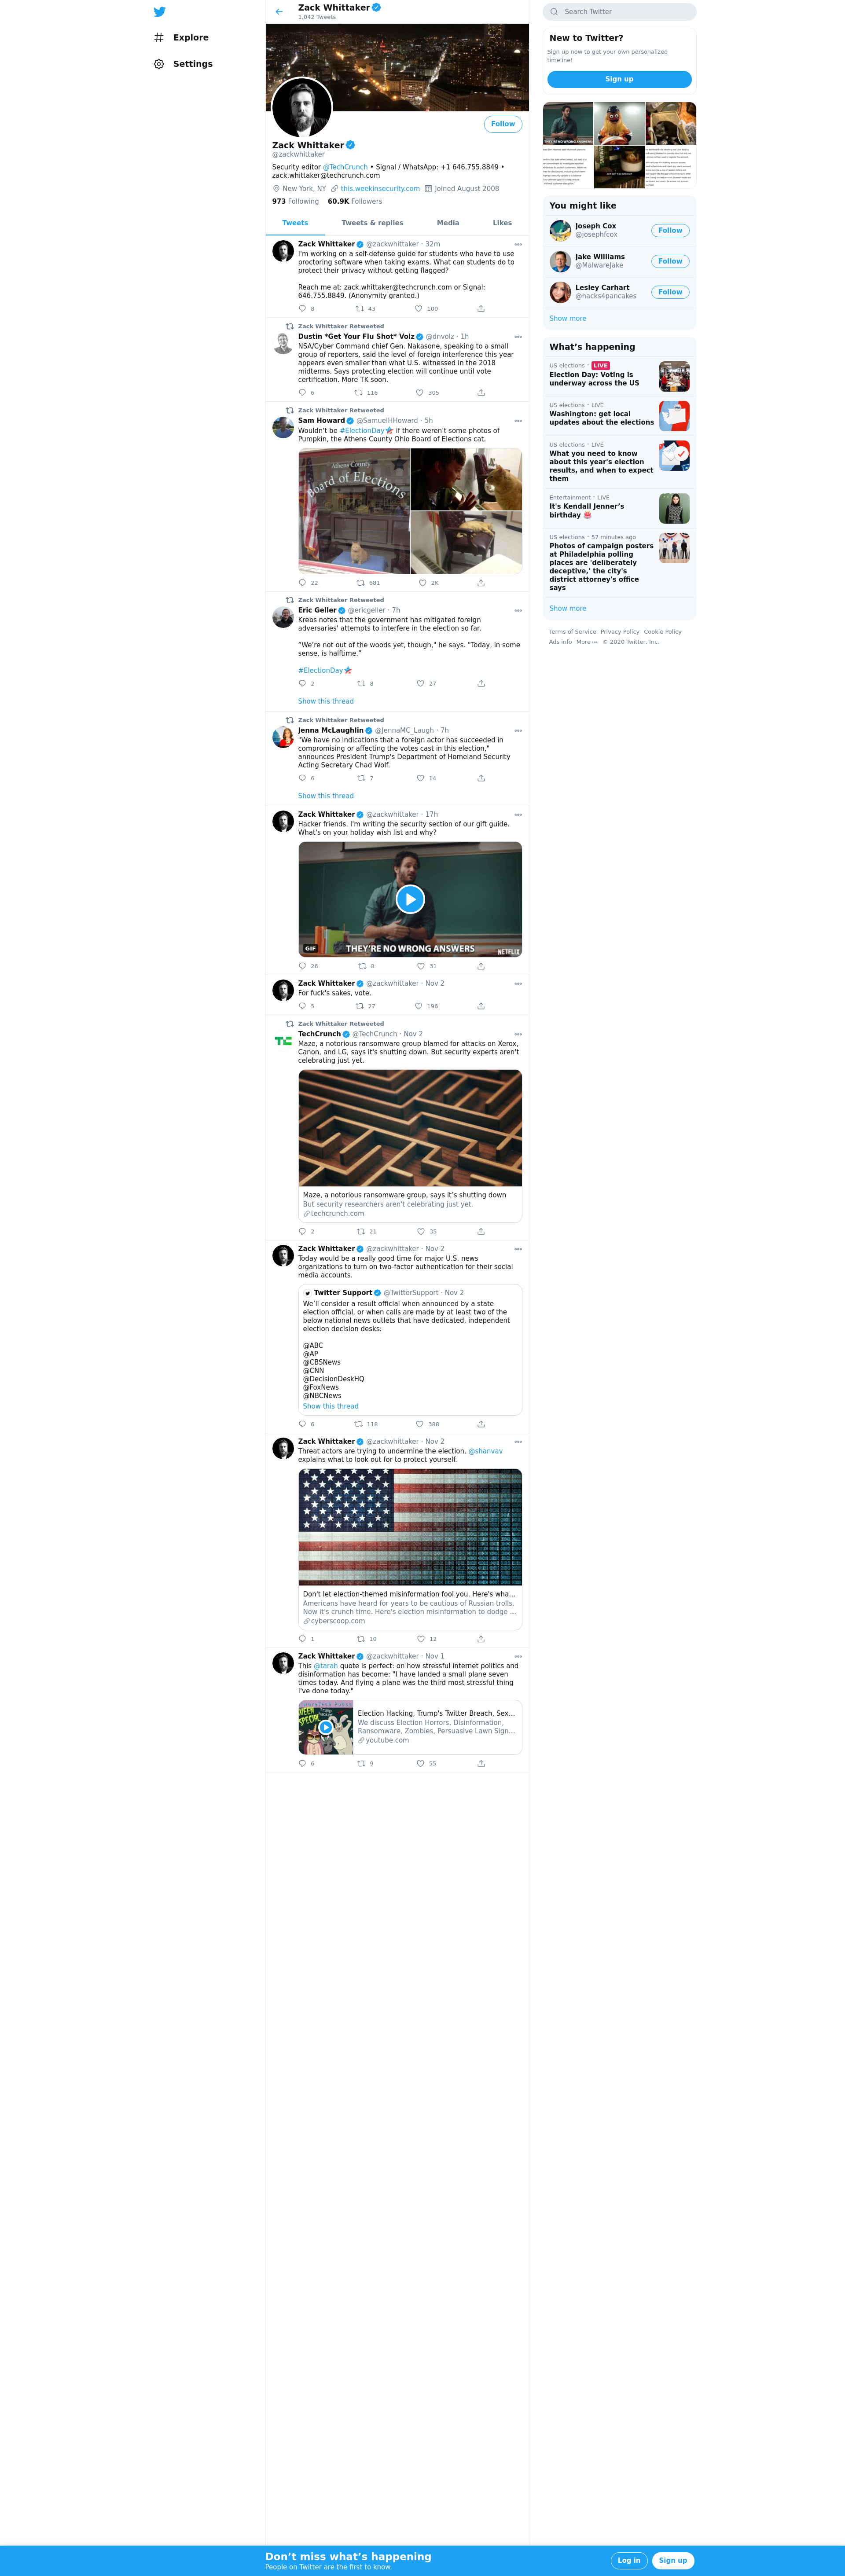 Explore
Settings
Zack Whittaker
1,042 Tweets
Follow
Zack Whittaker
@zackwhittaker
Security editor @TechCrunch • Signal / WhatsApp: +1 646.755.8849 •
zack.whittaker@techcrunch.com
New York, NY this.weekinsecurity.com Joined August 2008
973 Following 60.9K Followers
Tweets Tweets & replies Media Likes
Zack Whittaker @zackwhittaker · 32m
I'm working on a self-defense guide for students who have to use
proctoring software when taking exams. What can students do to
protect their privacy without getting flagged?
Reach me at: zack.whittaker@techcrunch.com or Signal:
646.755.8849. (Anonymity granted.)
8 43 100
Zack Whittaker Retweeted
Dustin *Get Your Flu Shot* Volz @dnvolz · 1h
NSA/Cyber Command chief Gen. Nakasone, speaking to a small
group of reporters, said the level of foreign interference this year
appears even smaller than what U.S. witnessed in the 2018
midterms. Says protecting election will continue until vote
certification. More TK soon.
6 116 305
Zack Whittaker Retweeted
Sam Howard @SamuelHHoward · 5h
Wouldn't be #ElectionDay if there weren't some photos of
Pumpkin, the Athens County Ohio Board of Elections cat.
Athens County
Board of Elections
22 681 2K
Zack Whittaker Retweeted
Eric Geller @ericgeller · 7h
Krebs notes that the government has mitigated foreign
adversaries' attempts to interfere in the election so far.
"We're not out of the woods yet, though," he says. "Today, in some
sense, is halftime."
#ElectionDay
2 8 27
Show this thread
Zack Whittaker Retweeted
Jenna McLaughlin @JennaMC_Laugh · 7h
"We have no indications that a foreign actor has succeeded in
compromising or affecting the votes cast in this election,"
announces President Trump's Department of Homeland Security
Acting Secretary Chad Wolf.
6 7 14
Show this thread
Zack Whittaker @zackwhittaker · 17h
Hacker friends. I'm writing the security section of our gift guide.
What's on your holiday wish list and why?
GIF
THEY'RE NO WRONG ANSWERS
NETFLIX
26 8 31
Zack Whittaker @zackwhittaker · Nov 2
For fuck's sakes, vote.
5 27 196
Zack Whittaker Retweeted
TechCrunch @TechCrunch · Nov 2
Maze, a notorious ransomware group blamed for attacks on Xerox,
Canon, and LG, says it's shutting down. But security experts aren't
celebrating just yet.
Maze, a notorious ransomware group, says it's shutting down
But security researchers aren't celebrating just yet.
techcrunch.com
2 21 35
Zack Whittaker @zackwhittaker · Nov 2
Today would be a really good time for major U.S. news
organizations to turn on two-factor authentication for their social
media accounts.
Twitter Support @TwitterSupport · Nov 2
We'll consider a result official when announced by a state
election official, or when calls are made by at least two of the
below national news outlets that have dedicated, independent
election decision desks:
@ABC
@AP
@CBSNews
@CNN
@DecisionDeskHQ
@FoxNews
@NBCNews
Show this thread
6 118 388
Zack Whittaker @zackwhittaker · Nov 2
Threat actors are trying to undermine the election. @shanvav
explains what to look out for to protect yourself.
Don't let election-themed misinformation fool you. Here's wha...
Americans have heard for years to be cautious of Russian trolls.
Now it's crunch time. Here's election misinformation to dodge ...
cyberscoop.com
1 10 12
Zack Whittaker @zackwhittaker · Nov 1
This @tarah quote is perfect: on how stressful internet politics and
disinformation has become: "I have landed a small plane seven
times today. And flying a plane was the third most stressful thing
I've done today."
Election Hacking, Trump's Twitter Breach, Sex...
We discuss Election Horrors, Disinformation,
Ransomware, Zombies, Persuasive Lawn Sign...
youtube.com
6 9 55
Search Twitter
New to Twitter?
Sign up now to get your own personalized
timeline!
Sign up
You might like
Joseph Cox
@josephfcox
Follow
Jake Williams
@MalwareJake
Follow
Lesley Carhart
@hacks4pancakes
Follow
Show more
What's happening
US elections · LIVE
Election Day: Voting is
underway across the US
US elections · LIVE
Washington: get local
updates about the elections
US elections · LIVE
What you need to know
about this year's election
results, and when to expect
them
Entertainment · LIVE
It's Kendall Jenner's
birthday
US elections · 57 minutes ago
Photos of campaign posters
at Philadelphia polling
places are 'deliberately
deceptive,' the city's
district attorney's office
says
Show more
Terms of Service Privacy Policy Cookie Policy
Ads info More © 2020 Twitter, Inc.
Don't miss what's happening
People on Twitter are the first to know.
Log in Sign up